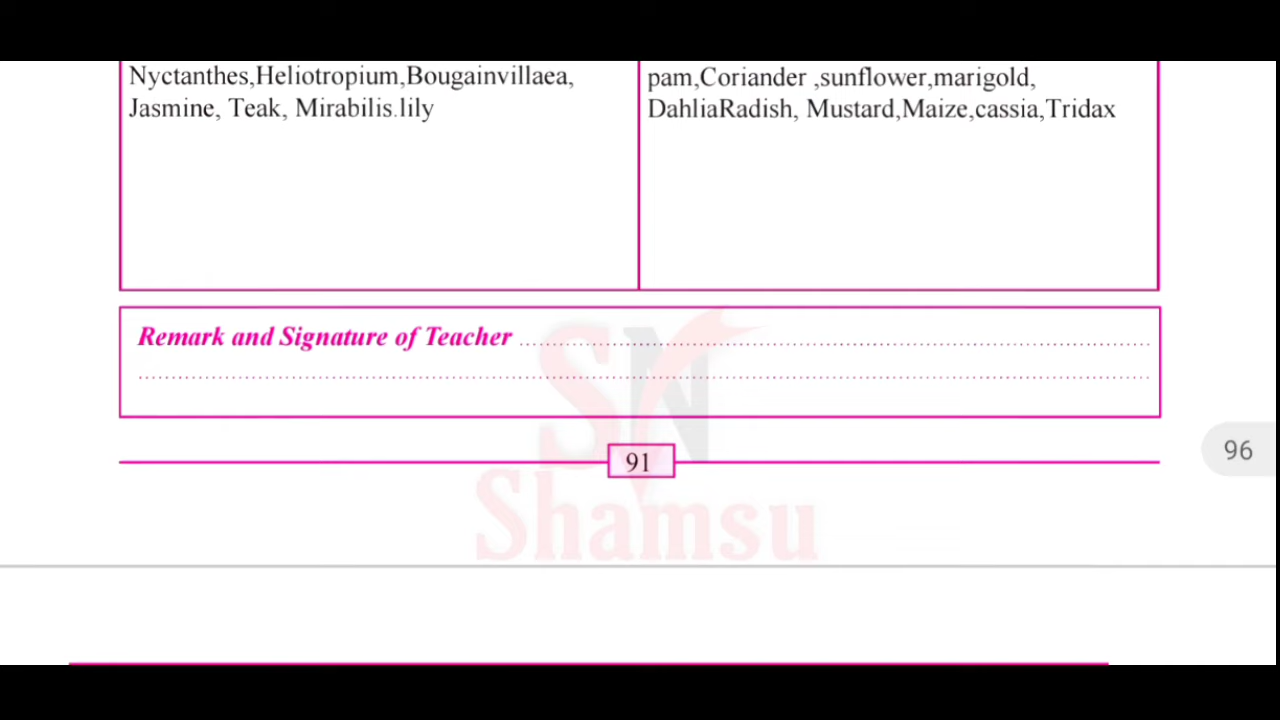 Nyctanthes,Heliotropium,Bougainvillaea,
Jasmine, Teak, Mirabilis.lily
pam,Coriander ,sunflower,marigold,
DahliaRadish, Mustard,Maize,cassia,Tridax
Remark and Signature of Teacher
SN
91
96
Shamsu